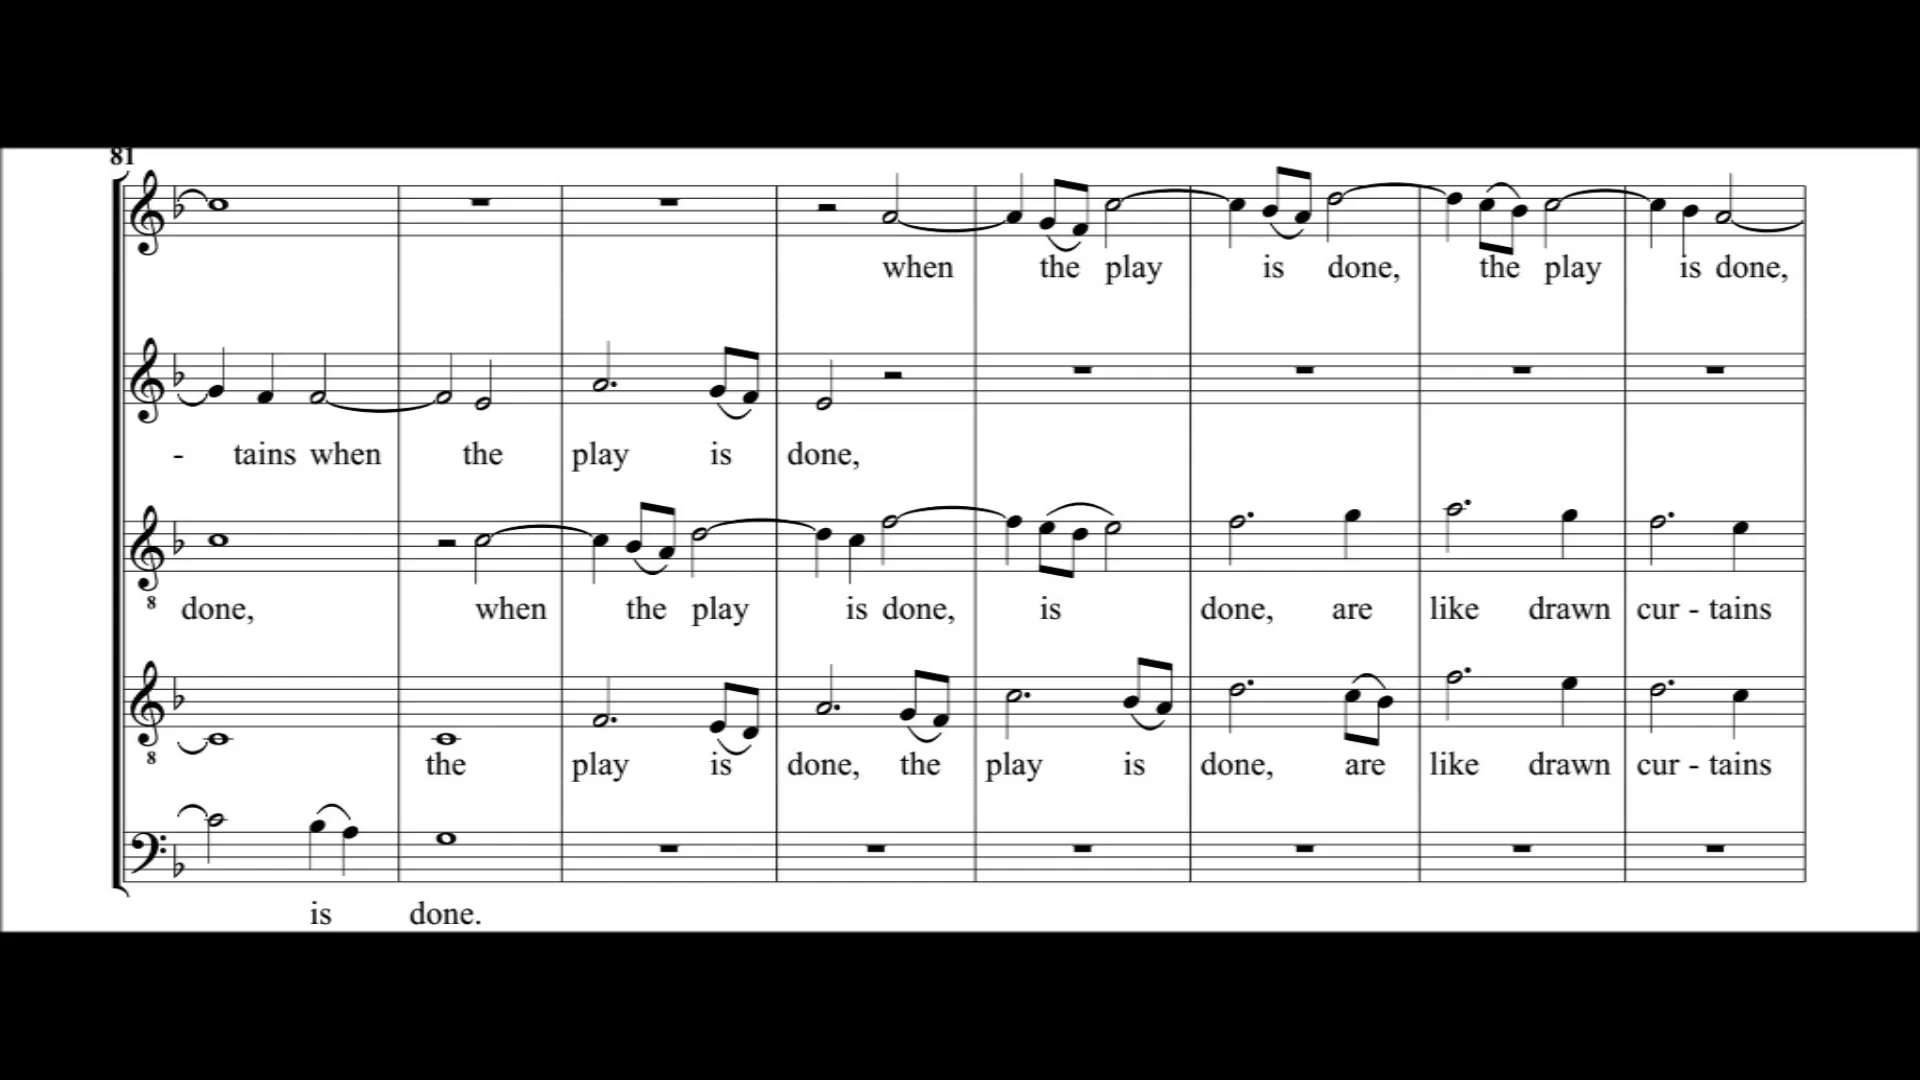 81
when the play is done, the play is done,
- tains when the play is done,
8
done, when the play is done, is done, are like drawn cur - tains
8
the play is done, the play is done, are like drawn cur - tains
is done.